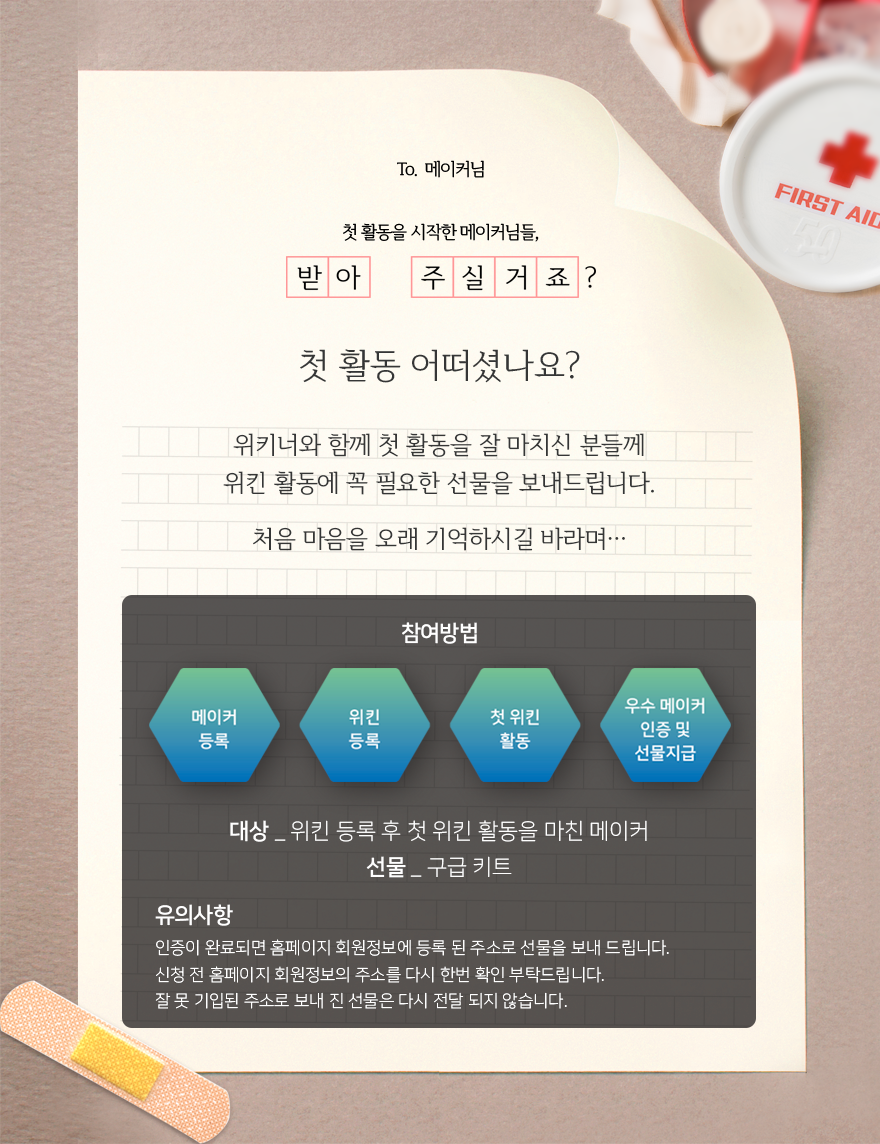 To. 메이커님
첫 활동을 시작한 메이커님들,
받아 주실거죠?
첫 활동 어떠셨나요?
위키너와 함께 첫 활동을 잘 마치신 분들께
위킨 활동에 꼭 필요한 선물을 보내드립니다.
처음 마음을 오래 기억하시길 바라며…
참여방법
메이커
등록
위킨
등록
첫 위킨
활동
우수 메이커
인증 및
선물지급
대상 _ 위킨 등록 후 첫 위킨 활동을 마친 메이커
선물 _ 구급 키트
유의사항
인증이 완료되면 홈페이지 회원정보에 등록 된 주소로 선물을 보내 드립니다.
신청 전 홈페이지 회원정보의 주소를 다시 한번 확인 부탁드립니다.
잘 못 기입된 주소로 보내 진 선물은 다시 전달 되지 않습니다.
FIRST AID